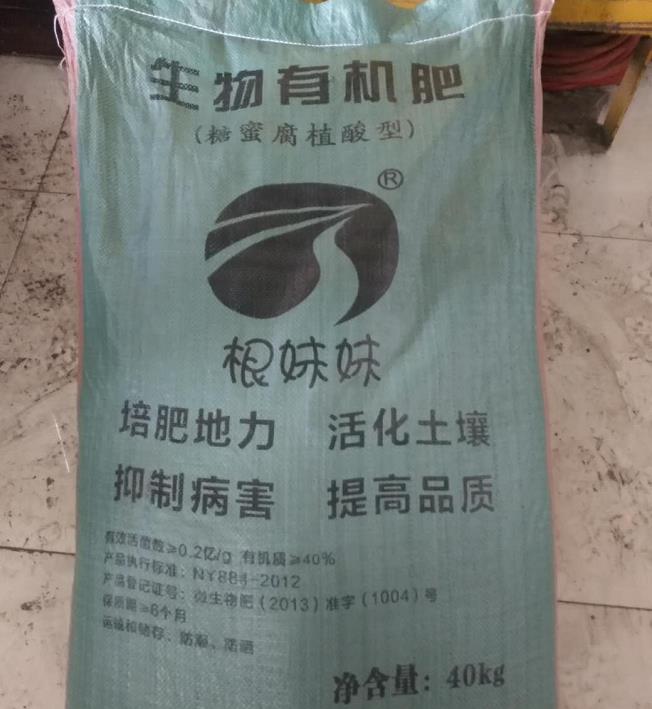 生物有机肥
(糖蜜腐植酸型)
®
根妹妹
培肥地力 活化土壤
抑制病害 提高品质
有效活菌数≥0.2亿/g 有机质≥40%
产品执行标准：NY884-2012
产品登记证号：微生物肥(2013)准字(1004)号
保质期≥6个月
运输和储存：防潮、防晒
净含量：40kg